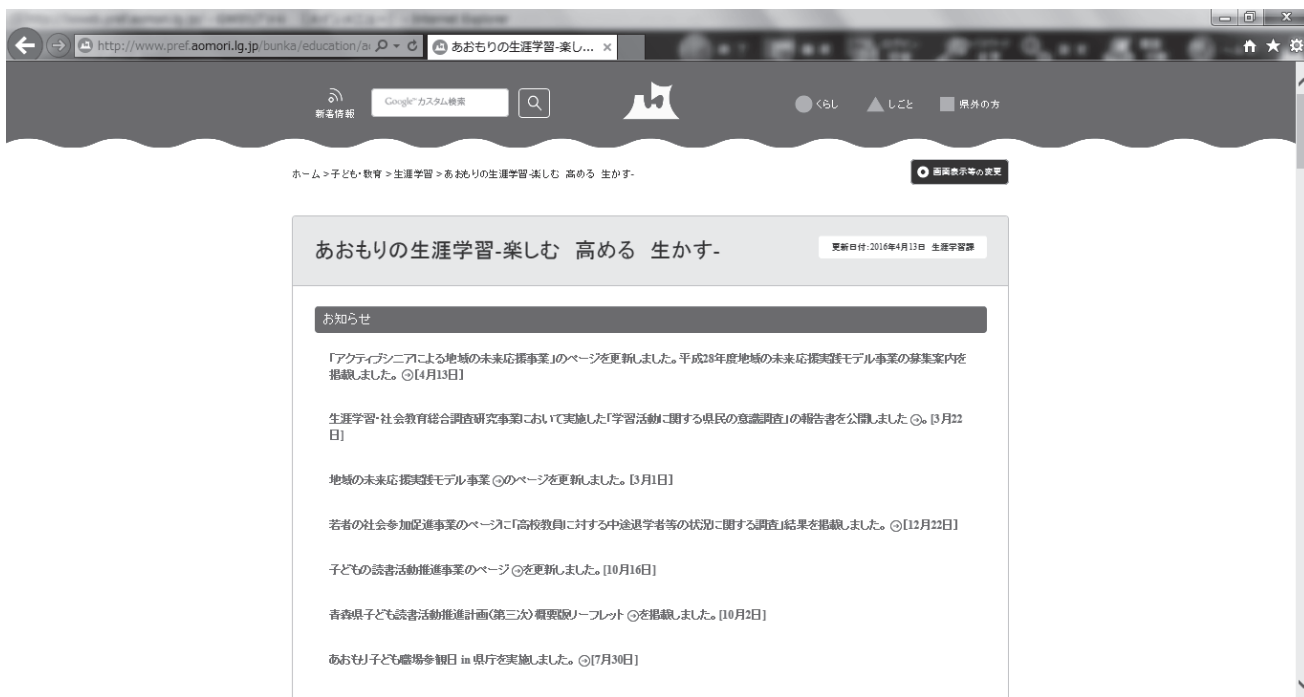 http://www.pref.aomori.lg.jp/bunka/education/a
あおもりの生涯学習-楽し...
新着情報
Google カスタム検索
くらし
しごと
県外の方
ホーム > 子ども・教育 > 生涯学習 > あおもりの生涯学習-楽しむ 高める 生かす-
画面表示等の変更
あおもりの生涯学習-楽しむ 高める 生かす-
更新日付:2016年4月13日 生涯学習課
お知らせ
「アクティブシニアによる地域の未来応援事業」のページを更新しました。平成28年度地域の未来応援実践モデル事業の募集案内を
掲載しました。[4月13日]
生涯学習・社会教育総合調査研究事業において実施した「学習活動に関する県民の意識調査」の報告書を公開しました。[3月22
日]
地域の未来応援実践モデル事業のページを更新しました。[3月1日]
若者の社会参加促進事業のページに「高校教員に対する中途退学者等の状況に関する調査」結果を掲載しました。[12月22日]
子どもの読書活動推進事業のページを更新しました。[10月16日]
青森県子ども読書活動推進計画(第三次)概要版リーフレットを掲載しました。[10月2日]
あおもり子ども職場参観日 in 県庁を実施しました。[7月30日]